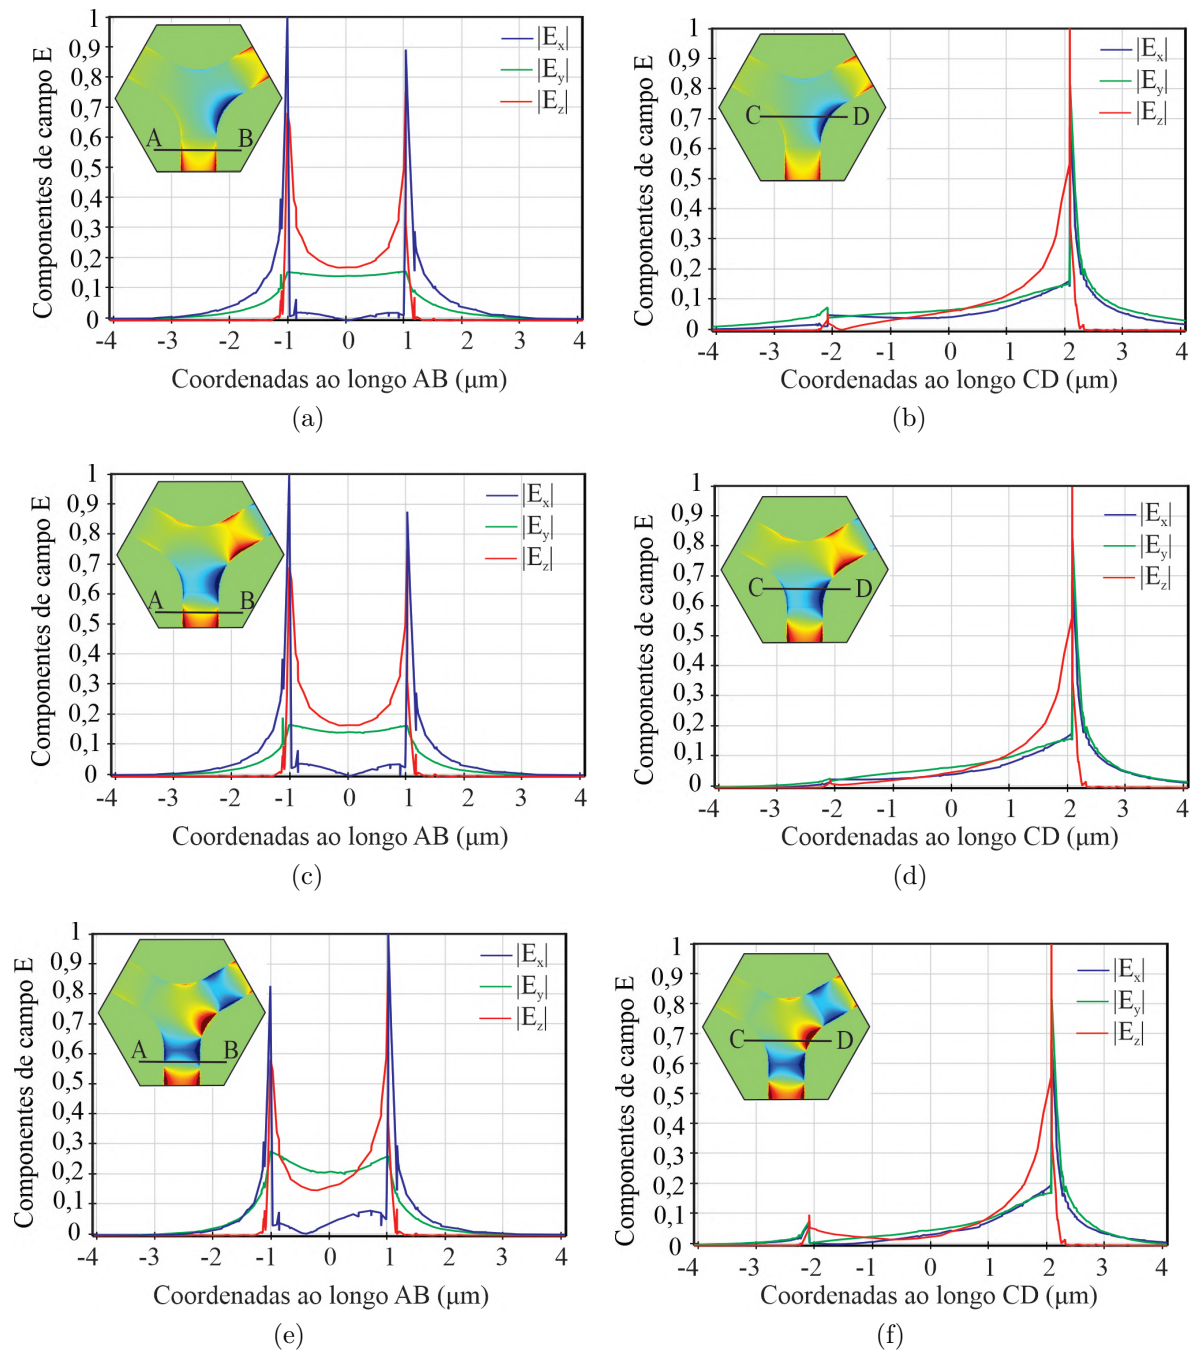 Componentes de campo E
1
0,9
0,8
0,7
0,6
0,5
0,4
0,3
0,2
0,1
0
-4 -3 -2 -1 0 1 2 3 4
A B
|Ex|
|Ey|
|Ez|
Coordenadas ao longo AB (μm)
(a)
Componentes de campo E
1
0,9
0,8
0,7
0,6
0,5
0,4
0,3
0,2
0,1
0
-4 -3 -2 -1 0 1 2 3 4
C D
|Ex|
|Ey|
|Ez|
Coordenadas ao longo CD (μm)
(b)
Componentes de campo E
1
0,9
0,8
0,7
0,6
0,5
0,4
0,3
0,2
0,1
0
-4 -3 -2 -1 0 1 2 3 4
A B
|Ex|
|Ey|
|Ez|
Coordenadas ao longo AB (μm)
(c)
Componentes de campo E
1
0,9
0,8
0,7
0,6
0,5
0,4
0,3
0,2
0,1
0
-4 -3 -2 -1 0 1 2 3 4
C D
|Ex|
|Ey|
|Ez|
Coordenadas ao longo CD (μm)
(d)
Componentes de campo E
1
0,9
0,8
0,7
0,6
0,5
0,4
0,3
0,2
0,1
0
-4 -3 -2 -1 0 1 2 3 4
A B
|Ex|
|Ey|
|Ez|
Coordenadas ao longo AB (μm)
(e)
Componentes de campo E
1
0,9
0,8
0,7
0,6
0,5
0,4
0,3
0,2
0,1
0
-4 -3 -2 -1 0 1 2 3 4
C D
|Ex|
|Ey|
|Ez|
Coordenadas ao longo CD (μm)
(f)